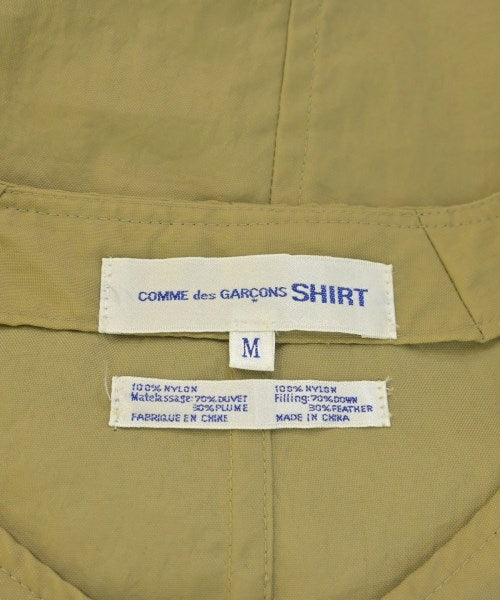 COMME des GARÇONS SHIRT
M
100% NYLON
Matelassage:70% DUVET
30% PLUME
FABRIQUE EN CHINE
100% NYLON
Filling:70% DOWN
30% FEATHER
MADE IN CHINA